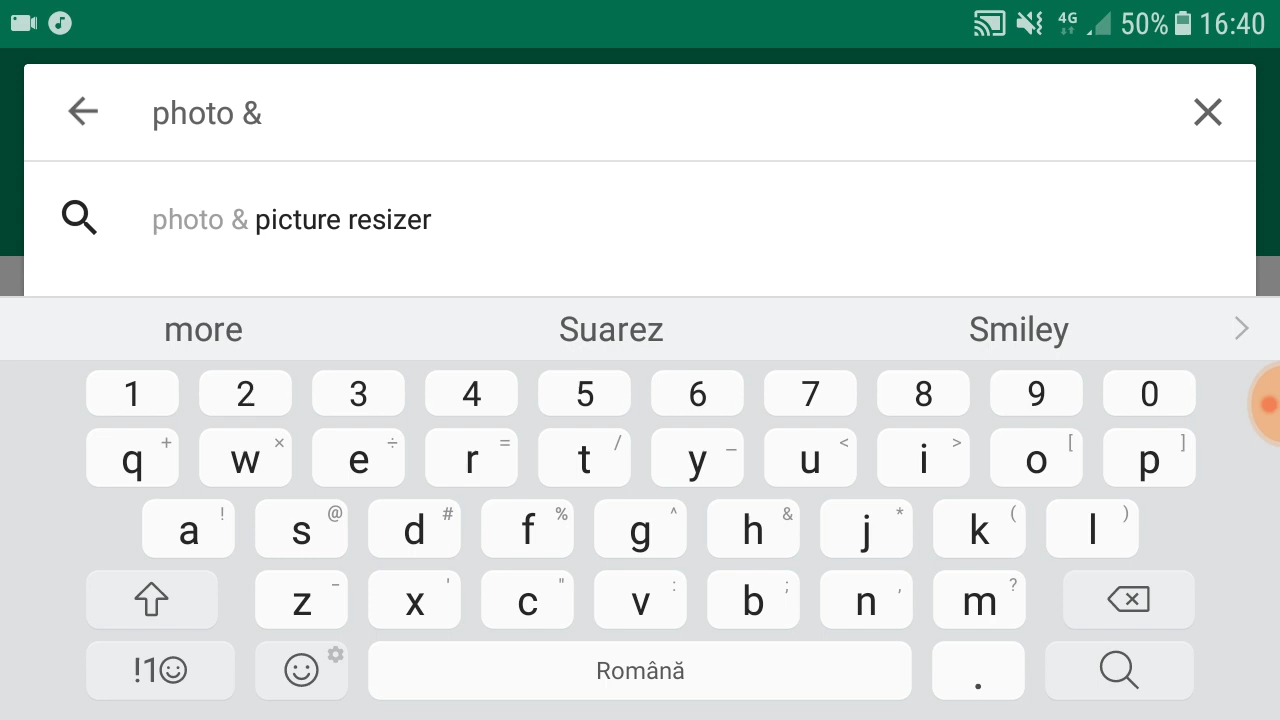 4G 50% 16:40
photo &
photo & picture resizer
more Suarez Smiley
1 2 3 4 5 6 7 8 9 0
q + w × e ÷ r = t / y _ u < i > o [ p ]
a ! s @ d # f % g ^ h & j * k ( l )
z - x ' c " v : b ; n , m ?
!1☺ Română .